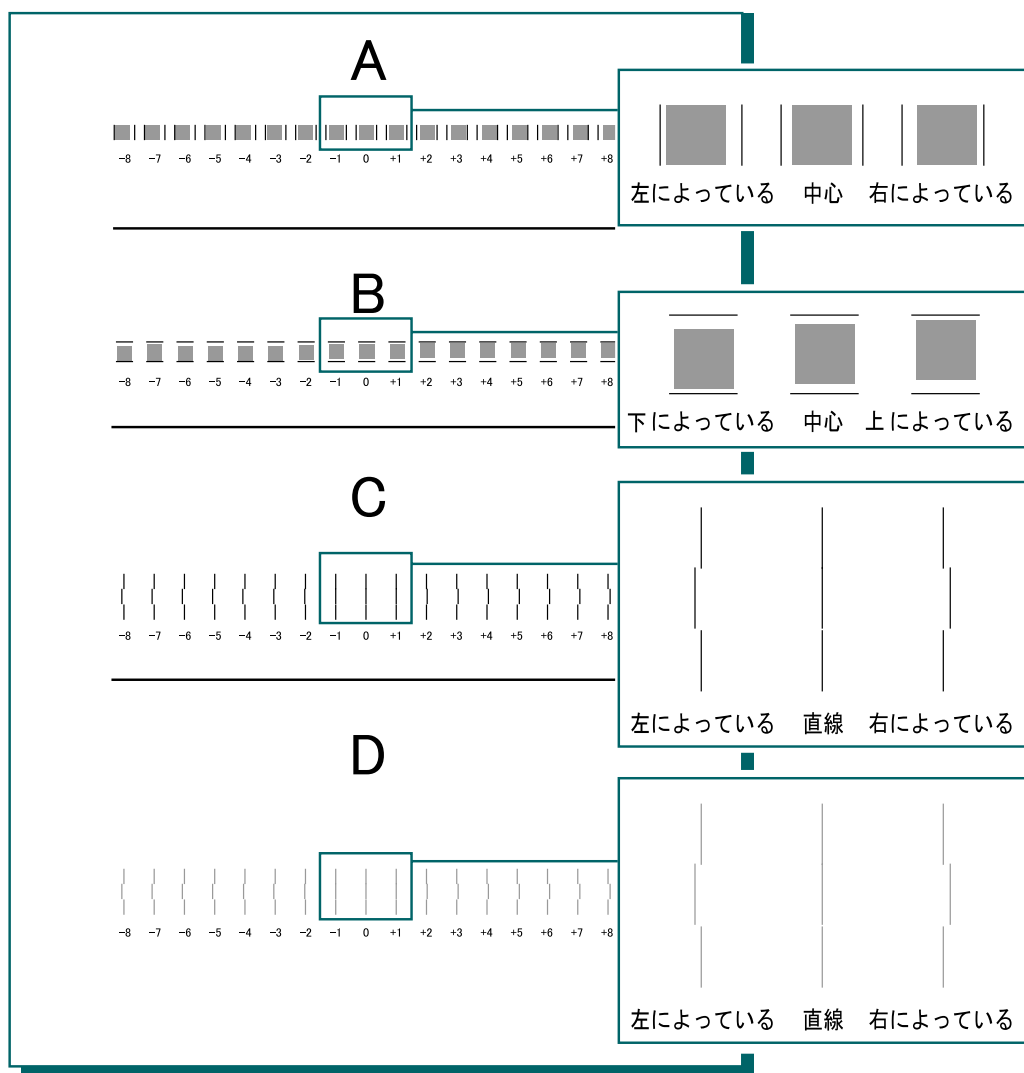 A
−8 −7 −6 −5 −4 −3 −2 −1 0 +1 +2 +3 +4 +5 +6 +7 +8
左によっている 中心 右によっている
B
−8 −7 −6 −5 −4 −3 −2 −1 0 +1 +2 +3 +4 +5 +6 +7 +8
下によっている 中心 上によっている
C
−8 −7 −6 −5 −4 −3 −2 −1 0 +1 +2 +3 +4 +5 +6 +7 +8
左によっている 直線 右によっている
D
−8 −7 −6 −5 −4 −3 −2 −1 0 +1 +2 +3 +4 +5 +6 +7 +8
左によっている 直線 右によっている